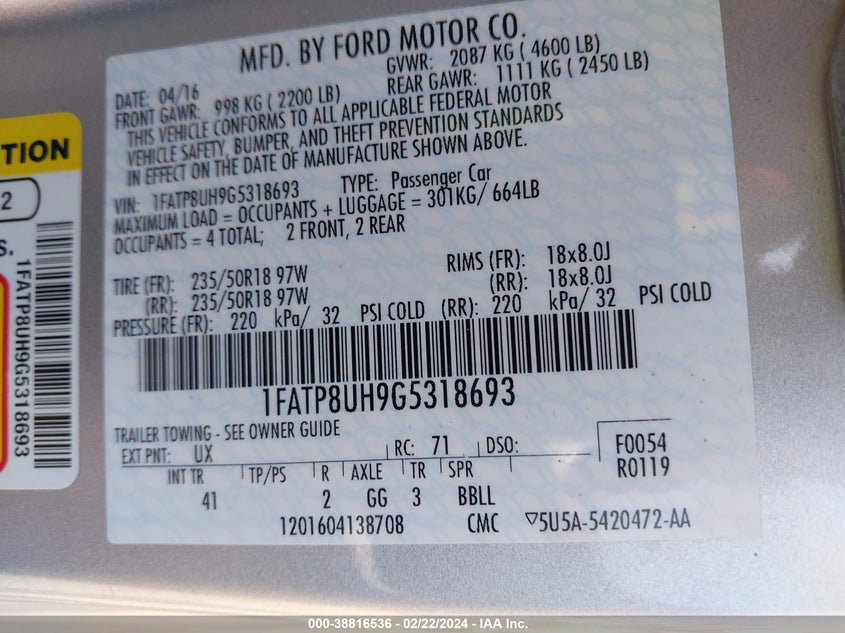 MFD. BY FORD MOTOR CO.
DATE: 04/16 GVWR: 2087 KG ( 4600 LB)
FRONT GAWR: 998 KG ( 2200 LB) REAR GAWR: 1111 KG ( 2450 LB)
THIS VEHICLE CONFORMS TO ALL APPLICABLE FEDERAL MOTOR
VEHICLE SAFETY, BUMPER, AND THEFT PREVENTION STANDARDS
IN EFFECT ON THE DATE OF MANUFACTURE SHOWN ABOVE.
VIN: 1FATP8UH9G5318693 TYPE: Passenger Car
MAXIMUM LOAD = OCCUPANTS + LUGGAGE = 301KG/ 664LB
OCCUPANTS = 4 TOTAL; 2 FRONT, 2 REAR
TIRE (FR): 235/50R18 97W RIMS (FR): 18x8.0J
(RR): 235/50R18 97W (RR): 18x8.0J
PRESSURE (FR): 220 kPa/ 32 PSI COLD (RR): 220 kPa/ 32 PSI COLD
1FATP8UH9G5318693
TRAILER TOWING - SEE OWNER GUIDE
EXT PNT: UX RC: 71 DSO: F0054
R0119
INT TR TP/PS R AXLE TR SPR
41 2 GG 3 BBLL
1201604138708 CMC ▽5U5A-5420472-AA
TION
2
S.
1FATP8UH9G5318693
000-38816536 - 02/22/2024 - IAA Inc.